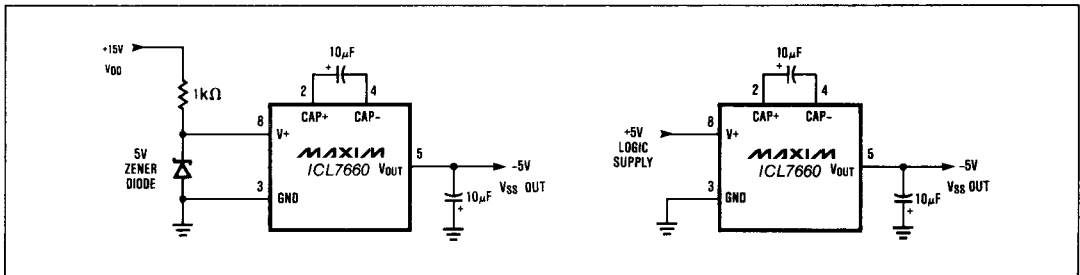 +15V
VDD
1kΩ
5V
ZENER
DIODE
10μF
+
2
4
CAP+
CAP-
8
V+
MAXIM
ICL7660
VOUT
5
3
GND
-5V
VSS OUT
10μF
+
10μF
+
2
4
CAP+
CAP-
+5V
LOGIC
SUPPLY
8
V+
MAXIM
ICL7660
VOUT
5
3
GND
-5V
VSS OUT
10μF
+